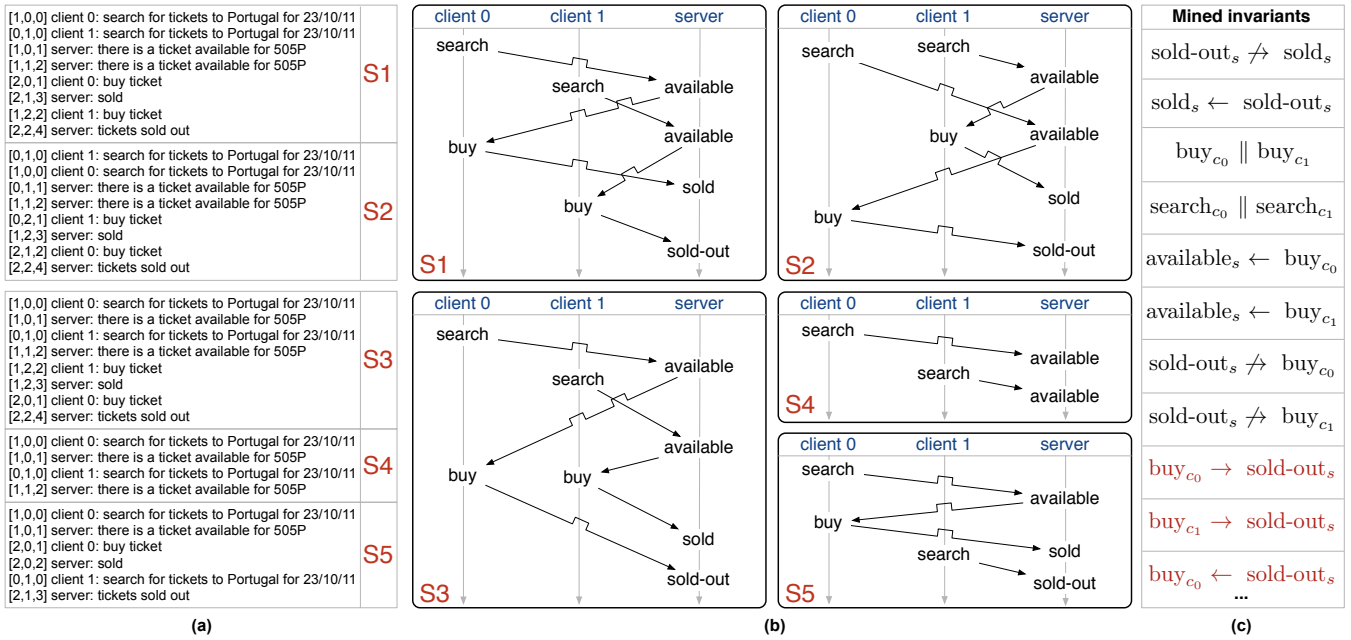 [1,0,0] client 0: search for tickets to Portugal for 23/10/11
[0,1,0] client 1: search for tickets to Portugal for 23/10/11
[1,0,1] server: there is a ticket available for 505P
[1,1,2] server: there is a ticket available for 505P
[2,0,1] client 0: buy ticket
[2,1,3] server: sold
[1,2,2] client 1: buy ticket
[2,2,4] server: tickets sold out
S1
[0,1,0] client 1: search for tickets to Portugal for 23/10/11
[1,0,0] client 0: search for tickets to Portugal for 23/10/11
[0,1,1] server: there is a ticket available for 505P
[1,1,2] server: there is a ticket available for 505P
[0,2,1] client 1: buy ticket
[1,2,3] server: sold
[2,1,2] client 0: buy ticket
[2,2,4] server: tickets sold out
S2
[1,0,0] client 0: search for tickets to Portugal for 23/10/11
[1,0,1] server: there is a ticket available for 505P
[0,1,0] client 1: search for tickets to Portugal for 23/10/11
[1,1,2] server: there is a ticket available for 505P
[1,2,2] client 1: buy ticket
[1,2,3] server: sold
[2,0,1] client 0: buy ticket
[2,2,4] server: tickets sold out
S3
[1,0,0] client 0: search for tickets to Portugal for 23/10/11
[1,0,1] server: there is a ticket available for 505P
[0,1,0] client 1: search for tickets to Portugal for 23/10/11
[1,1,2] server: there is a ticket available for 505P
S4
[1,0,0] client 0: search for tickets to Portugal for 23/10/11
[1,0,1] server: there is a ticket available for 505P
[2,0,1] client 0: buy ticket
[2,0,2] server: sold
[0,1,0] client 1: search for tickets to Portugal for 23/10/11
[2,1,3] server: tickets sold out
S5
(a)
client 0 client 1 server
search
search available
available
buy
sold
buy
sold-out
S1
client 0 client 1 server
search search
available
buy available
sold
buy
sold-out
S2
client 0 client 1 server
search
available
search
available
buy buy
sold
sold-out
S3
client 0 client 1 server
search
available
search
available
S4
client 0 client 1 server
search
available
buy
sold
search
sold-out
S5
(b)
Mined invariants
sold-outₛ ↛ soldₛ
soldₛ ← sold-outₛ
buy_c₀ ∥ buy_c₁
search_c₀ ∥ search_c₁
availableₛ ← buy_c₀
availableₛ ← buy_c₁
sold-outₛ ↛ buy_c₀
sold-outₛ ↛ buy_c₁
buy_c₀ → sold-outₛ
buy_c₁ → sold-outₛ
buy_c₀ ← sold-outₛ
...
(c)